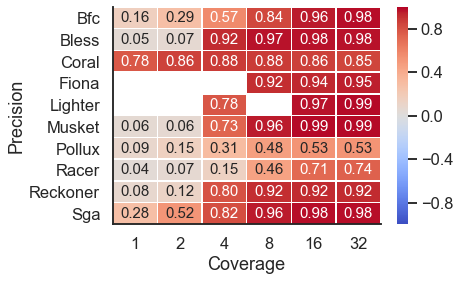 Bfc 0.16 0.29 0.57 0.84 0.96 0.98
Bless 0.05 0.07 0.92 0.97 0.98 0.98
Coral 0.78 0.86 0.88 0.88 0.86 0.85
Fiona 0.92 0.94 0.95
Lighter 0.78 0.97 0.99
Musket 0.06 0.06 0.73 0.96 0.99 0.99
Pollux 0.09 0.15 0.31 0.48 0.53 0.53
Racer 0.04 0.07 0.15 0.46 0.71 0.74
Reckoner 0.08 0.12 0.80 0.92 0.92 0.92
Sga 0.28 0.52 0.82 0.96 0.98 0.98
1 2 4 8 16 32
Coverage
Precision
0.8
0.4
0.0
−0.4
−0.8